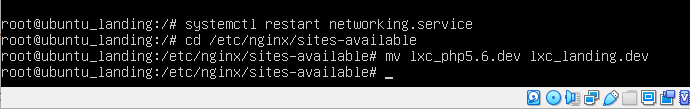 root@ubuntu_landing:/# systemctl restart networking.service
root@ubuntu_landing:/# cd /etc/nginx/sites-available
root@ubuntu_landing:/etc/nginx/sites-available# mv lxc_php5.6.dev lxc_landing.dev
root@ubuntu_landing:/etc/nginx/sites-available# _